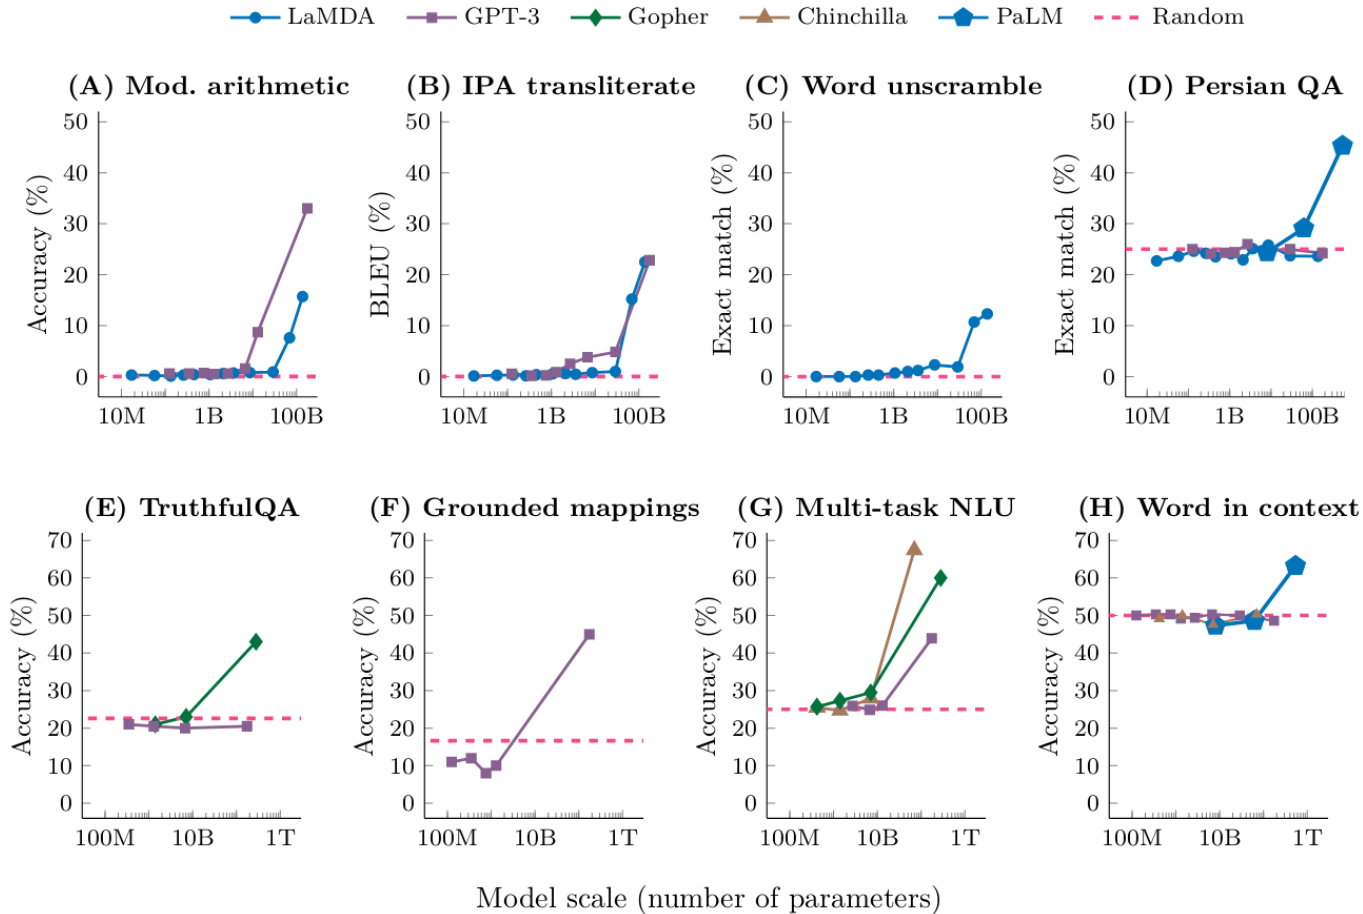 LaMDA GPT-3 Gopher Chinchilla PaLM Random
(A) Mod. arithmetic
Accuracy (%)
50
40
30
20
10
0
10M 1B 100B
(B) IPA transliterate
BLEU (%)
50
40
30
20
10
0
10M 1B 100B
(C) Word unscramble
Exact match (%)
50
40
30
20
10
0
10M 1B 100B
(D) Persian QA
Exact match (%)
50
40
30
20
10
0
10M 1B 100B
(E) TruthfulQA
Accuracy (%)
70
60
50
40
30
20
10
0
100M 10B 1T
(F) Grounded mappings
Accuracy (%)
70
60
50
40
30
20
10
0
100M 10B 1T
(G) Multi-task NLU
Accuracy (%)
70
60
50
40
30
20
10
0
100M 10B 1T
(H) Word in context
Accuracy (%)
70
60
50
40
30
20
10
0
100M 10B 1T
Model scale (number of parameters)